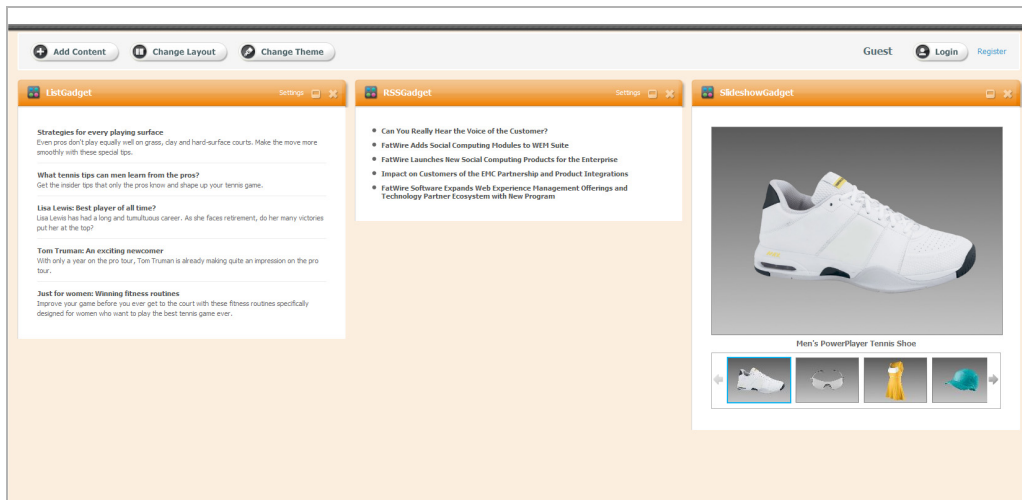 Add Content
Change Layout
Change Theme
Guest
Login
Register
ListGadget
Settings
Strategies for every playing surface
Even pros don't play equally well on grass, clay and hard-surface courts. Make the move more
smoothly with these special tips.
What tennis tips can men learn from the pros?
Get the insider tips that only the pros know and shape up your tennis game.
Lisa Lewis: Best player of all time?
Lisa Lewis has had a long and tumultuous career. As she faces retirement, do her many victories
put her at the top?
Tom Truman: An exciting newcomer
With only a year on the pro tour, Tom Truman is already making quite an impression on the pro
tour.
Just for women: Winning fitness routines
Improve your game before you ever get to the court with these fitness routines specifically
designed for women who want to play the best tennis game ever.
RSSGadget
Settings
Can You Really Hear the Voice of the Customer?
FatWire Adds Social Computing Modules to WEM Suite
FatWire Launches New Social Computing Products for the Enterprise
Impact on Customers of the EMC Partnership and Product Integrations
FatWire Software Expands Web Experience Management Offerings and
Technology Partner Ecosystem with New Program
SlideshowGadget
Men's PowerPlayer Tennis Shoe